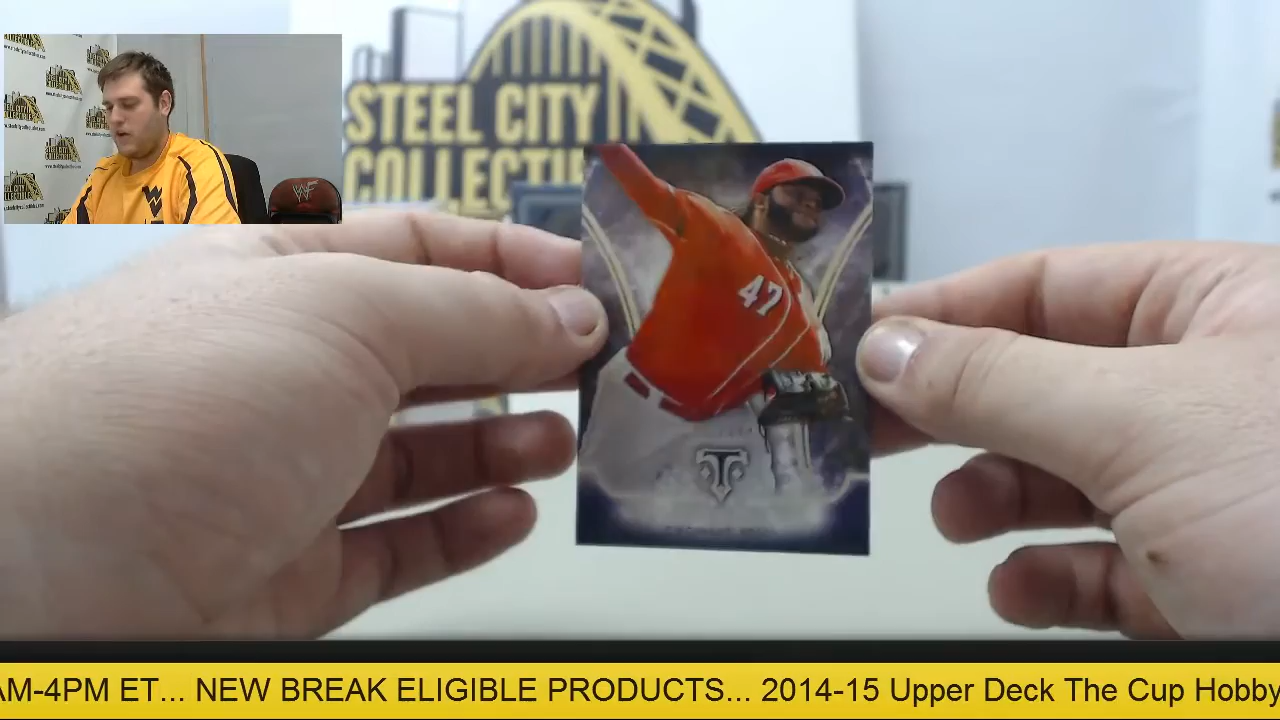 STEEL CITY
COLLECTI
47
AM-4PM ET... NEW BREAK ELIGIBLE PRODUCTS... 2014-15 Upper Deck The Cup Hobby